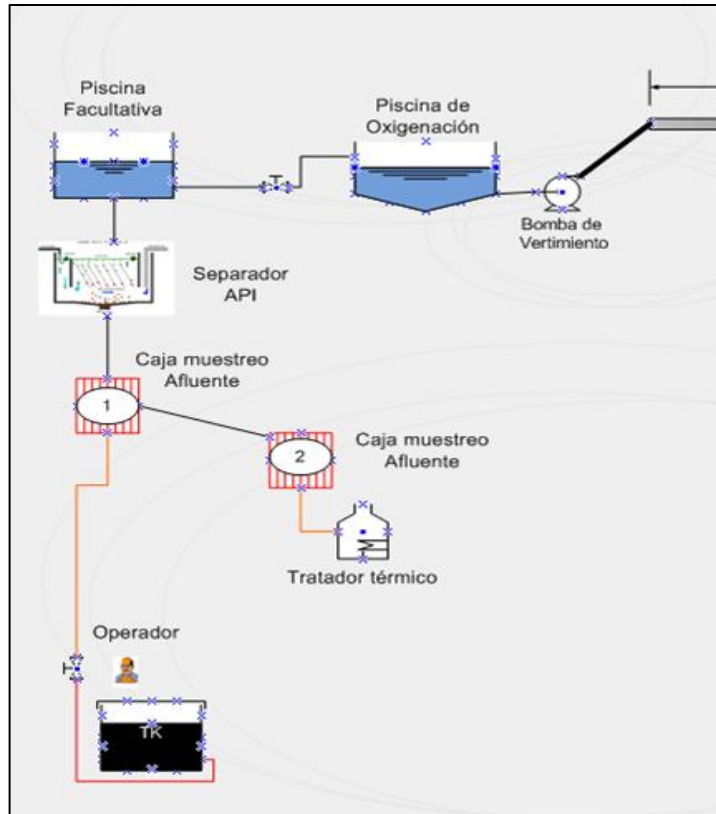 Piscina
Facultativa
Piscina de
Oxigenación
Bomba de
Vertimiento
Separador
API
Caja muestreo
Afluente
1
2
Caja muestreo
Afluente
Tratador térmico
Operador
TK